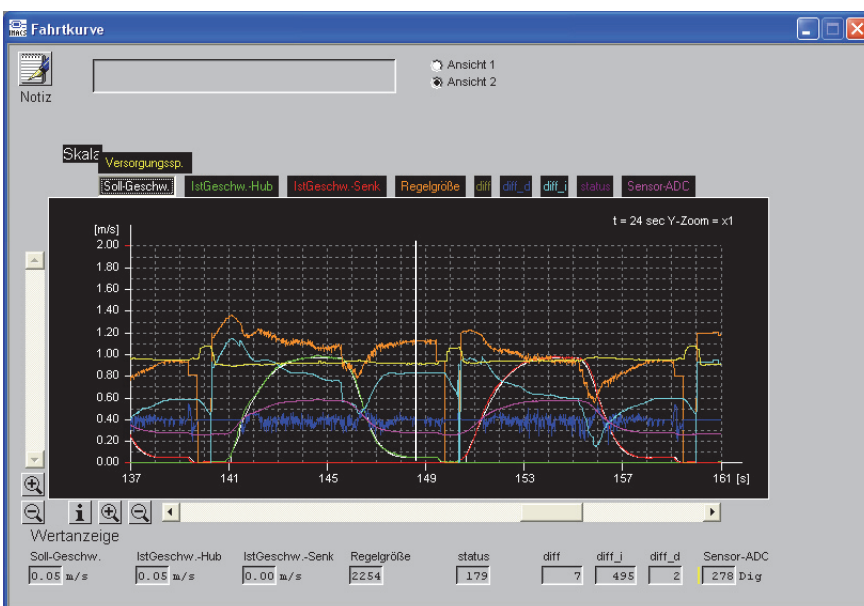 IMACS Fahrtkurve
Notiz
Ansicht 1
Ansicht 2
Skala
Versorgungssp.
Soll-Geschw. IstGeschw.-Hub IstGeschw.-Senk Regelgröße diff diff_d diff_i status Sensor-ADC
t = 24 sec Y-Zoom = x1
[m/s]
2.00
1.80
1.60
1.40
1.20
1.00
0.80
0.60
0.40
0.20
0.00
137 141 145 149 153 157 161 [s]
Wertanzeige
Soll-Geschw. IstGeschw.-Hub IstGeschw.-Senk Regelgröße status diff diff_i diff_d Sensor-ADC
0.05 m/s 0.05 m/s 0.00 m/s 2254 179 7 495 2 278 Dig